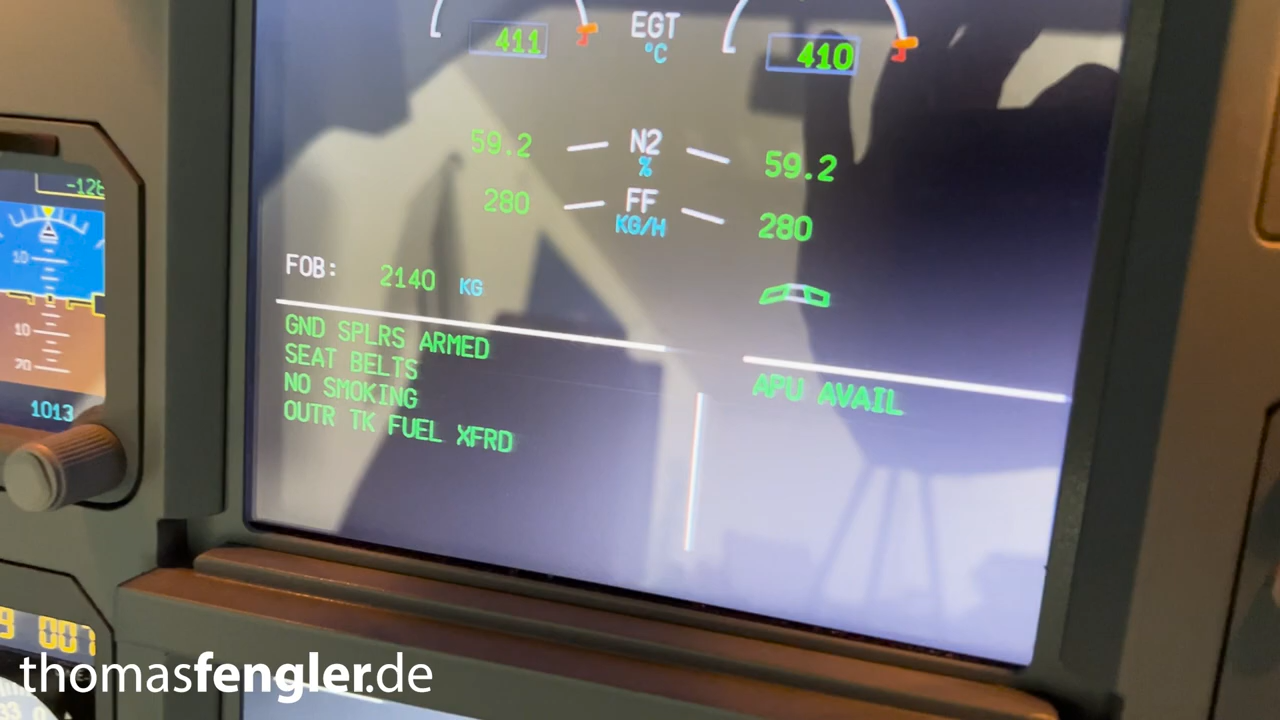 EGT
411 °C 410
59.2 N2 59.2
%
280 FF 280
KG/H
FOB: 2140 KG
GND SPLRS ARMED
SEAT BELTS
NO SMOKING
OUTR TK FUEL XFRD
APU AVAIL
10
10
20
1013
007
thomasfengler.de